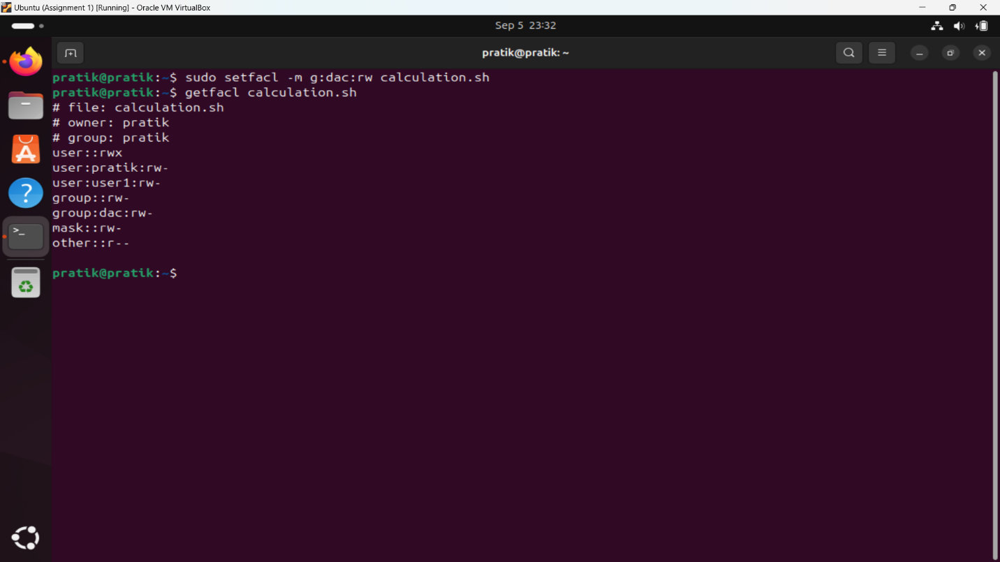 Ubuntu (Assignment 1) [Running] - Oracle VM VirtualBox
Sep 5 23:32
pratik@pratik: ~
pratik@pratik:~$ sudo setfacl -m g:dac:rw calculation.sh
pratik@pratik:~$ getfacl calculation.sh
# file: calculation.sh
# owner: pratik
# group: pratik
user::rwx
user:pratik:rw-
user:user1:rw-
group::rw-
group:dac:rw-
mask::rw-
other::r--
pratik@pratik:~$